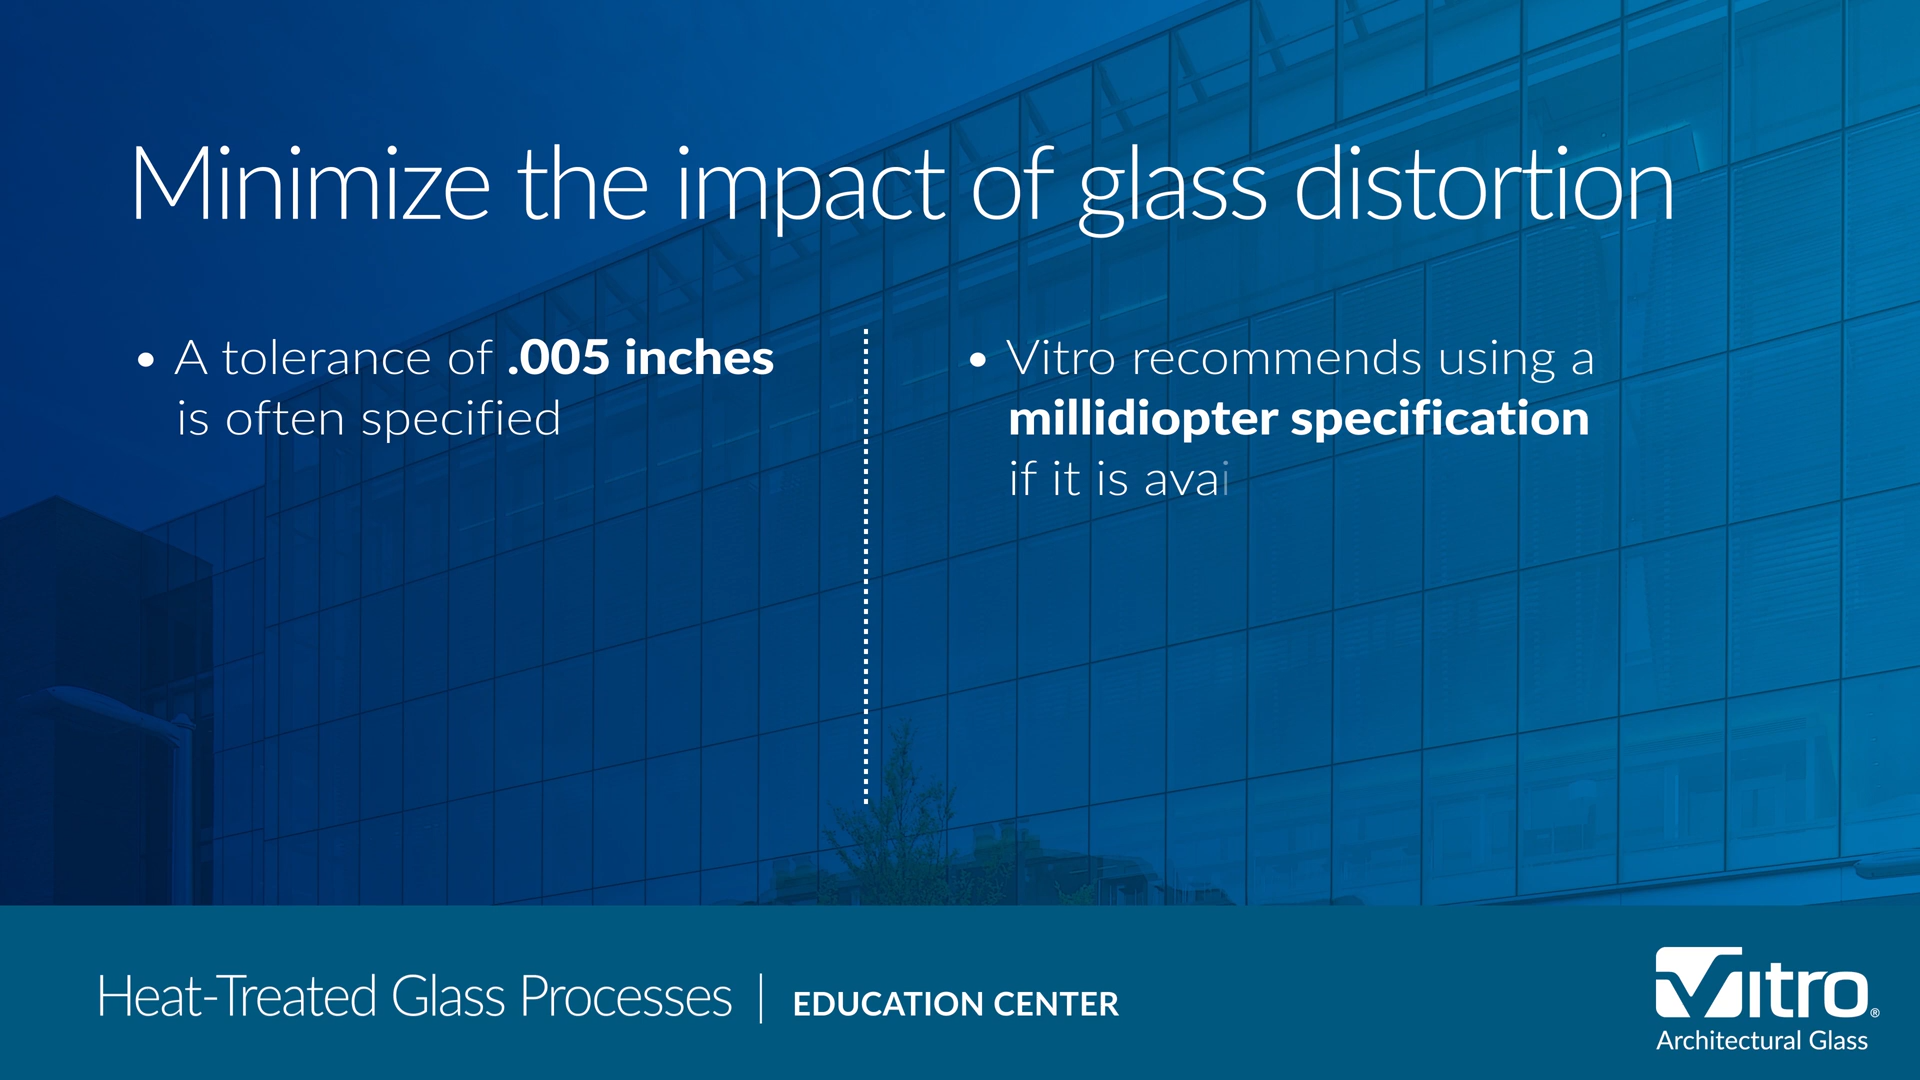 Minimize the impact of glass distortion
• A tolerance of .005 inches
is often specified
• Vitro recommends using a
millidiopter specification
if it is avai
Heat-Treated Glass Processes | EDUCATION CENTER
Vitro®
Architectural Glass